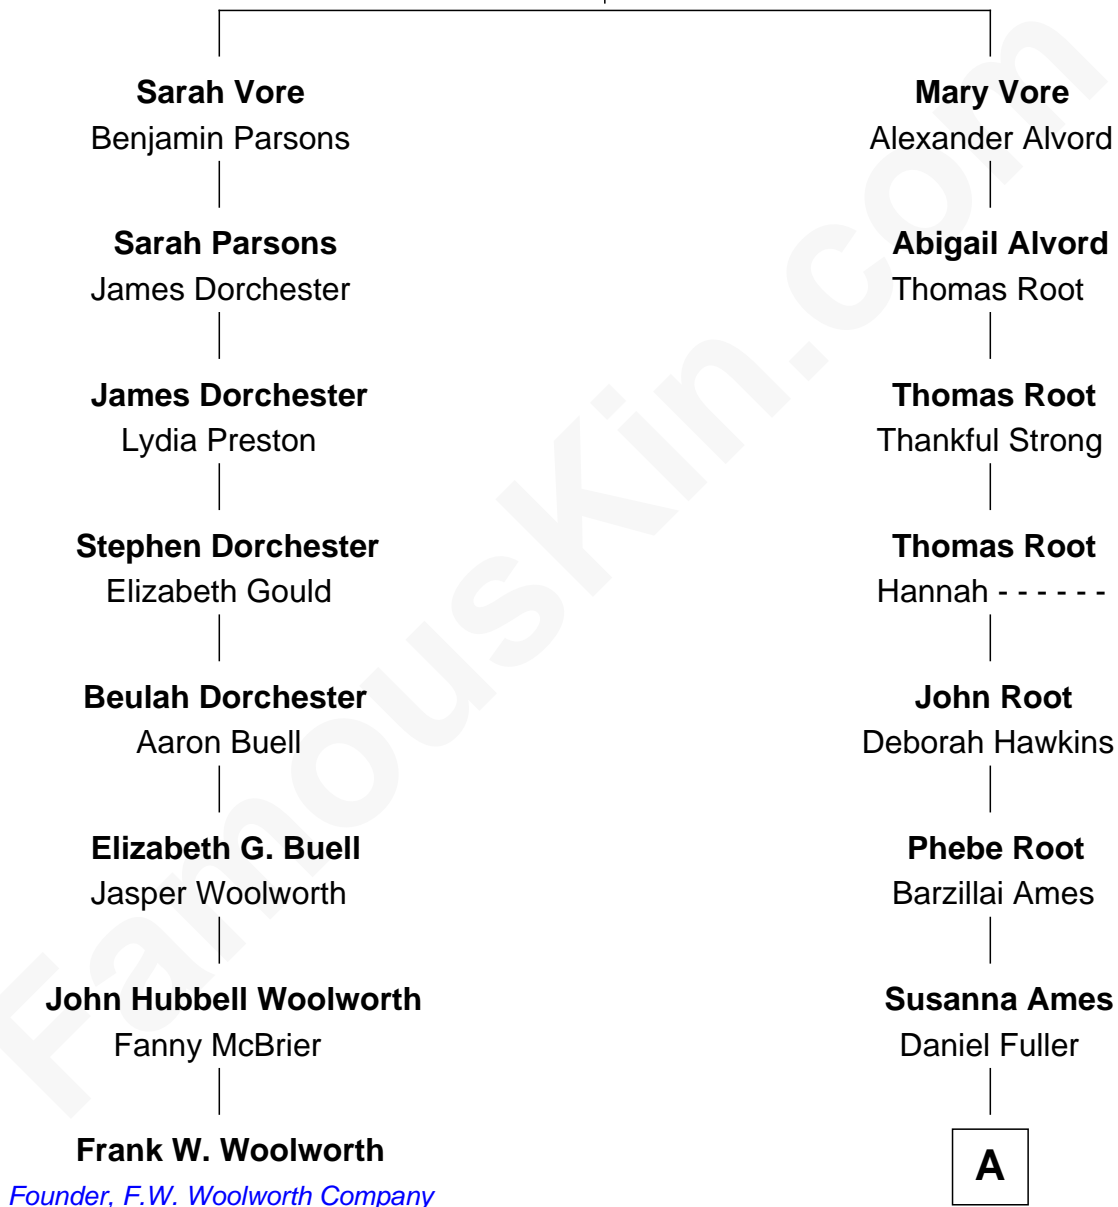 Sarah Vore
Benjamin Parsons
Mary Vore
Alexander Alvord
Sarah Parsons
James Dorchester
Abigail Alvord
Thomas Root
James Dorchester
Lydia Preston
Thomas Root
Thankful Strong
Stephen Dorchester
Elizabeth Gould
Thomas Root
Hannah - - - - - -
Beulah Dorchester
Aaron Buell
John Root
Deborah Hawkins
Elizabeth G. Buell
Jasper Woolworth
Phebe Root
Barzillai Ames
John Hubbell Woolworth
Fanny McBrier
Susanna Ames
Daniel Fuller
Frank W. Woolworth
Founder, F.W. Woolworth Company
A
FamousKin.com